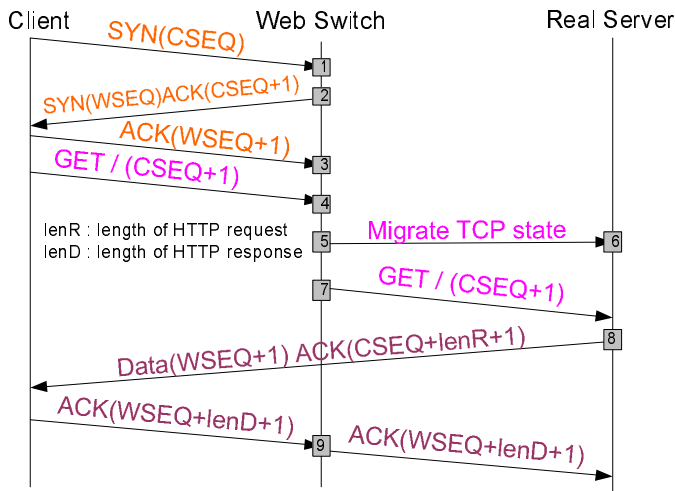 Client Web Switch Real Server
SYN(CSEQ)
1
2
SYN(WSEQ)ACK(CSEQ+1)
ACK(WSEQ+1)
3
GET / (CSEQ+1)
4
lenR : length of HTTP request
lenD : length of HTTP response
5
Migrate TCP state
6
7
GET / (CSEQ+1)
8
Data(WSEQ+1) ACK(CSEQ+lenR+1)
ACK(WSEQ+lenD+1)
9
ACK(WSEQ+lenD+1)